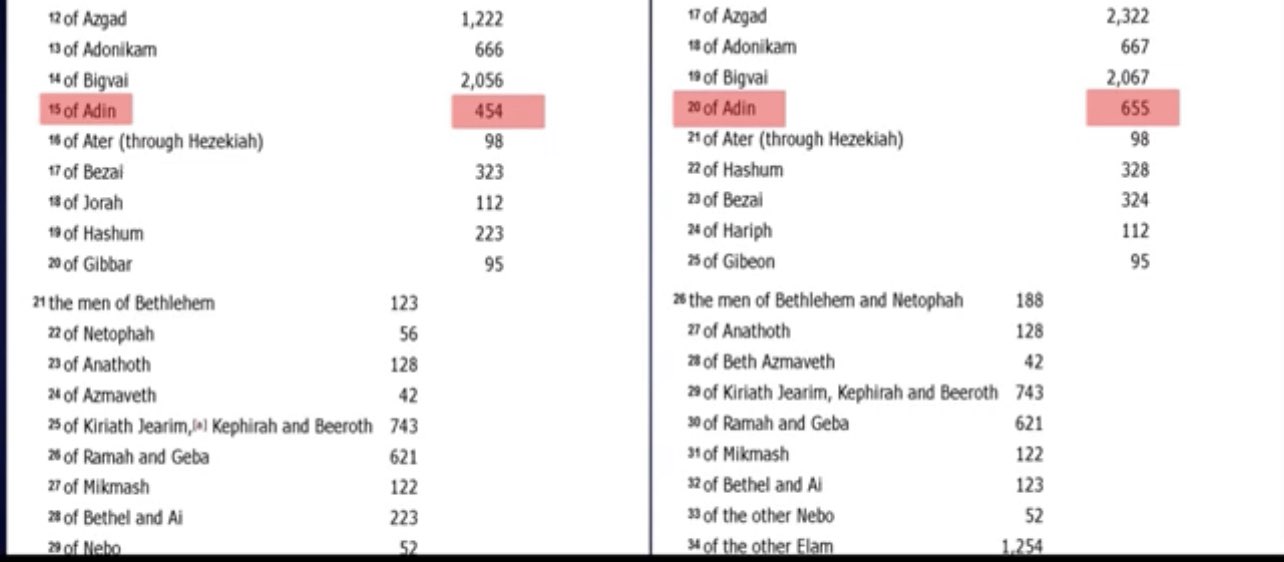 12 of Azgad 1,222
13 of Adonikam 666
14 of Bigvai 2,056
15 of Adin 454
16 of Ater (through Hezekiah) 98
17 of Bezai 323
18 of Jorah 112
19 of Hashum 223
20 of Gibbar 95
21 the men of Bethlehem 123
22 of Netophah 56
23 of Anathoth 128
24 of Azmaveth 42
25 of Kiriath Jearim,[a] Kephirah and Beeroth 743
26 of Ramah and Geba 621
27 of Mikmash 122
28 of Bethel and Ai 223
29 of Nebo 52
17 of Azgad 2,322
18 of Adonikam 667
19 of Bigvai 2,067
20 of Adin 655
21 of Ater (through Hezekiah) 98
22 of Hashum 328
23 of Bezai 324
24 of Hariph 112
25 of Gibeon 95
26 the men of Bethlehem and Netophah 188
27 of Anathoth 128
28 of Beth Azmaveth 42
29 of Kiriath Jearim, Kephirah and Beeroth 743
30 of Ramah and Geba 621
31 of Mikmash 122
32 of Bethel and Ai 123
33 of the other Nebo 52
34 of the other Elam 1,254